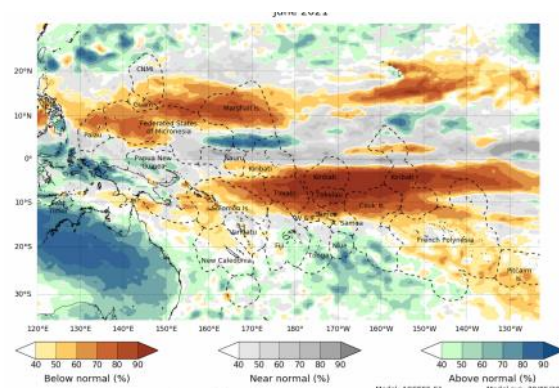 June 2021
20°N
CNMI
Guam
Marshall Is.
10°N
Federated States
of Micronesia
Palau
0°
Papua New
Guinea
Nauru
Kiribati
Kiribati
Kiribati
Tuvalu
Tokelau
10°S
Solomon Is.
Cook Is.
Samoa
Vanuatu
Fiji
Niue
Tonga
French Polynesia
20°S
New Caledonia
Pitcairn
30°S
120°E 130°E 140°E 150°E 160°E 170°E 180° 170°W 160°W 150°W 140°W 130°W
40 50 60 70 80 90 40 50 60 70 80 90 40 50 60 70 80 90
Below normal (%) Near normal (%) Above normal (%)